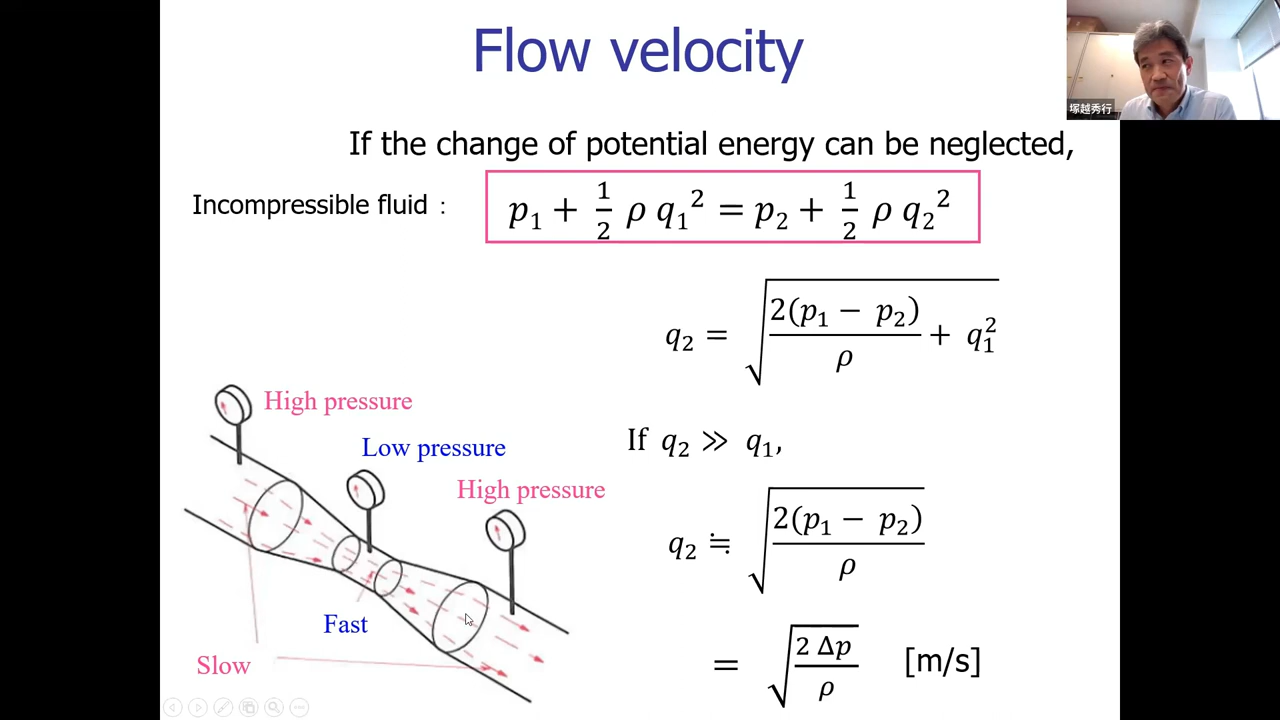 Flow velocity
塚越秀行
If the change of potential energy can be neglected,
Incompressible fluid : p₁ + 1/2 ρ q₁² = p₂ + 1/2 ρ q₂²
q₂ = √(2(p₁ − p₂)/ρ + q₁²)
If q₂ ≫ q₁,
q₂ ≒ √(2(p₁ − p₂)/ρ)
= √(2 Δp/ρ) [m/s]
High pressure
Low pressure
High pressure
Fast
Slow